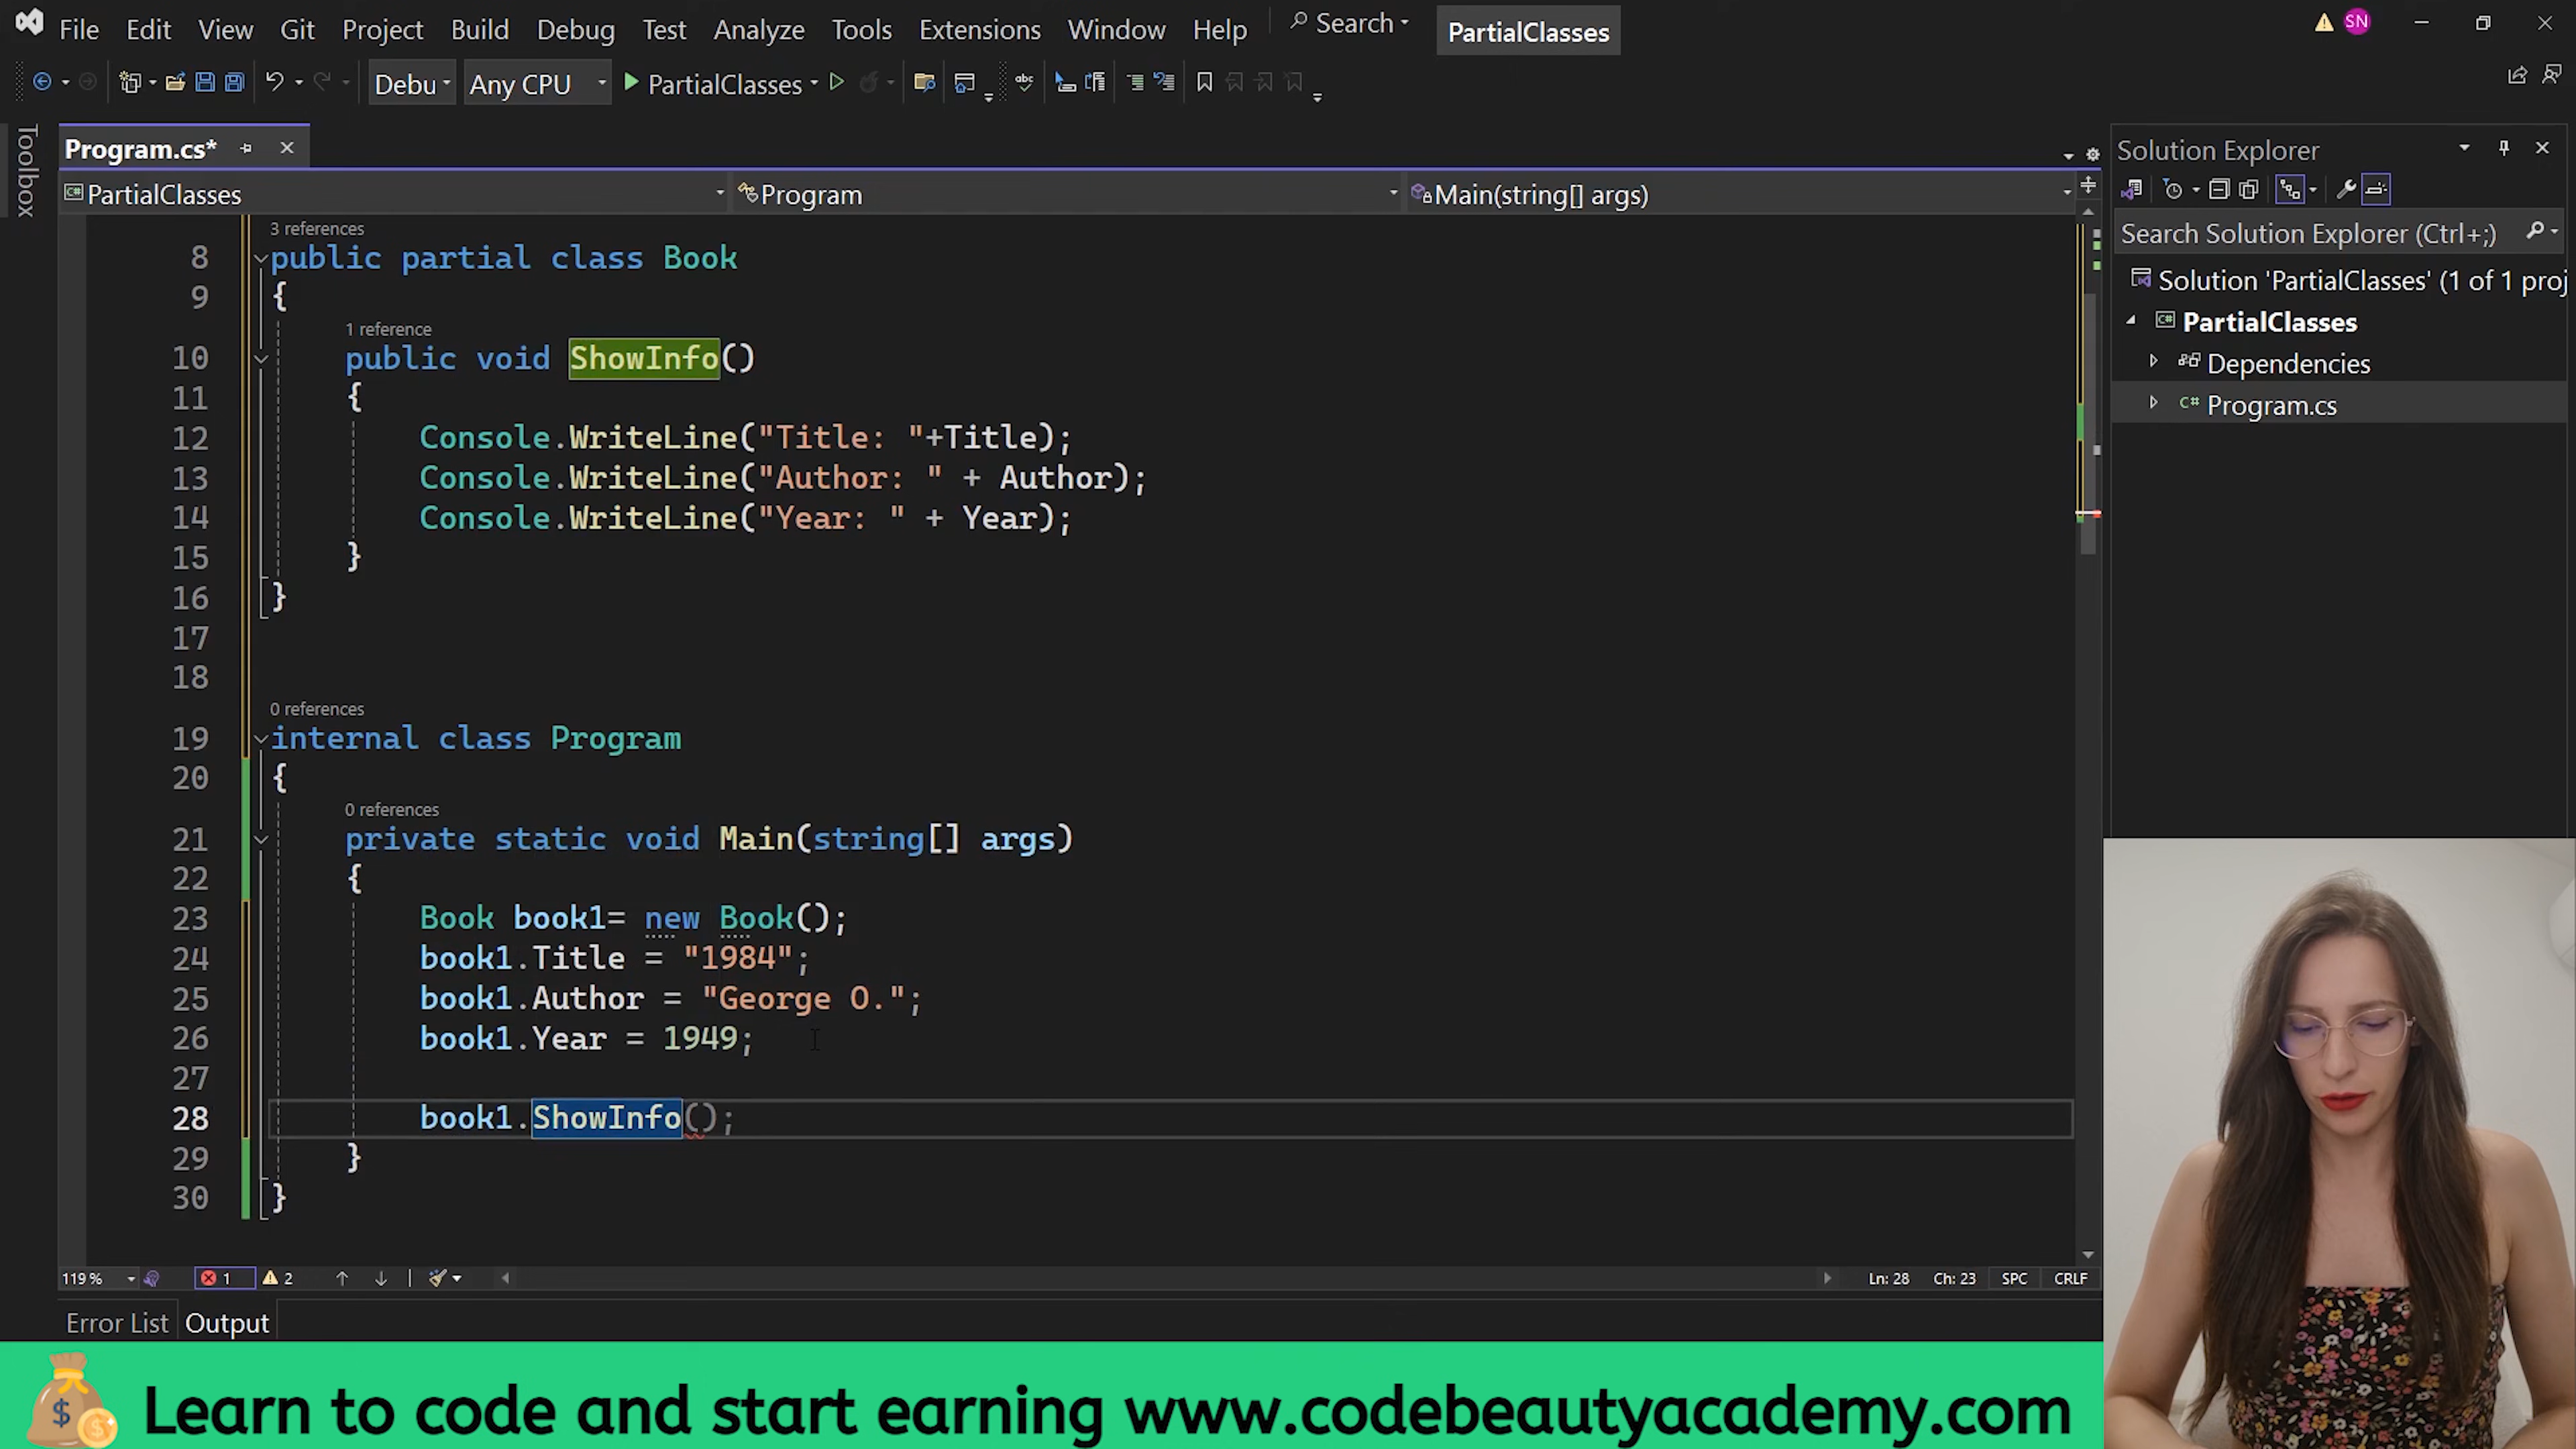 File Edit View Git Project Build Debug Test Analyze Tools Extensions Window Help Search PartialClasses SN
Debu Any CPU PartialClasses abc
Toolbox
Program.cs*
PartialClasses Program Main(string[] args)
3 references
8 public partial class Book
9 {
1 reference
10 public void ShowInfo()
11 {
12 Console.WriteLine("Title: "+Title);
13 Console.WriteLine("Author: " + Author);
14 Console.WriteLine("Year: " + Year);
15 }
16 }
17
18
0 references
19 internal class Program
20 {
0 references
21 private static void Main(string[] args)
22 {
23 Book book1= new Book();
24 book1.Title = "1984";
25 book1.Author = "George O.";
26 book1.Year = 1949;
27
28 book1.ShowInfo();
29 }
30 }
119 % 1 2 Ln: 28 Ch: 23 SPC CRLF
Error List Output
Solution Explorer
Search Solution Explorer (Ctrl+;)
Solution 'PartialClasses' (1 of 1 proj
C# PartialClasses
Dependencies
C# Program.cs
Learn to code and start earning www.codebeautyacademy.com